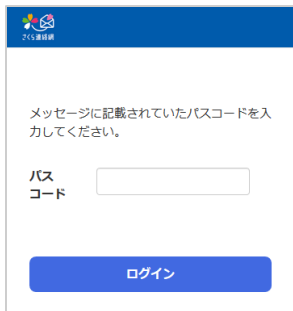 さくら連絡網
メッセージに記載されていたパスコードを入
力してください。
パス
コード
ログイン